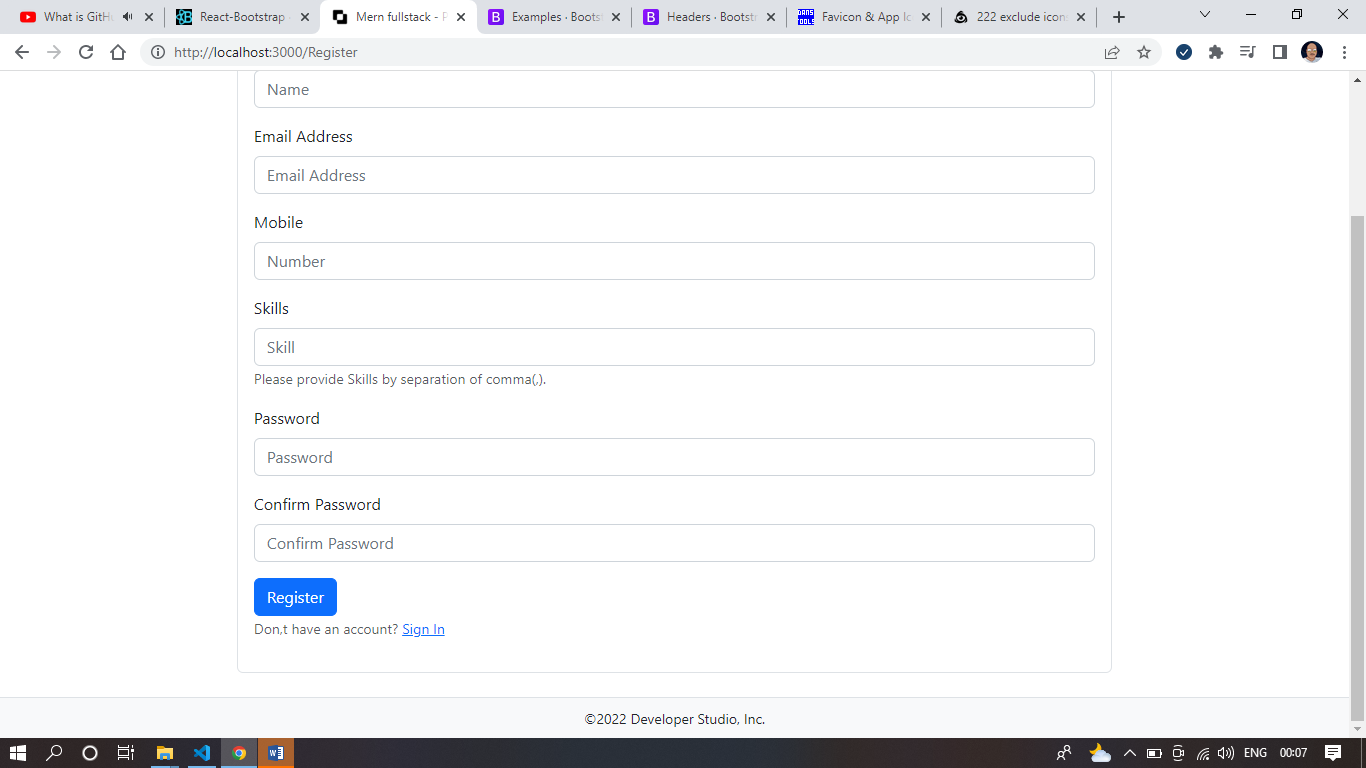 What is GitH
React-Bootstrap
Mern fullstack - P
Examples · Boots
Headers · Bootst
DANS TOOLS
Favicon & App Ic
222 exclude icon
http://localhost:3000/Register
Name
Email Address
Email Address
Mobile
Number
Skills
Skill
Please provide Skills by separation of comma(,).
Password
Password
Confirm Password
Confirm Password
Register
Don,t have an account? Sign In
©2022 Developer Studio, Inc.
ENG
00:07